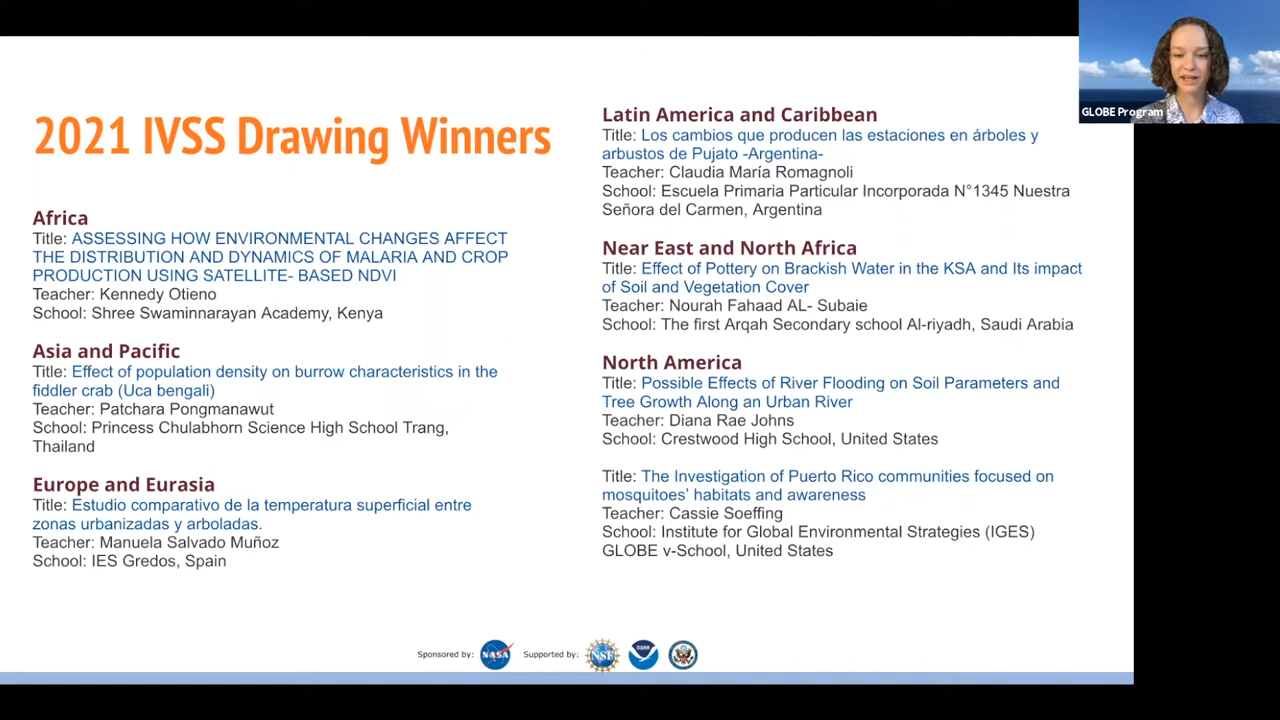 2021 IVSS Drawing Winners
Africa
Title: ASSESSING HOW ENVIRONMENTAL CHANGES AFFECT
THE DISTRIBUTION AND DYNAMICS OF MALARIA AND CROP
PRODUCTION USING SATELLITE- BASED NDVI
Teacher: Kennedy Otieno
School: Shree Swaminnarayan Academy, Kenya
Asia and Pacific
Title: Effect of population density on burrow characteristics in the
fiddler crab (Uca bengali)
Teacher: Patchara Pongmanawut
School: Princess Chulabhorn Science High School Trang,
Thailand
Europe and Eurasia
Title: Estudio comparativo de la temperatura superficial entre
zonas urbanizadas y arboladas.
Teacher: Manuela Salvado Muñoz
School: IES Gredos, Spain
Latin America and Caribbean
Title: Los cambios que producen las estaciones en árboles y
arbustos de Pujato -Argentina-
Teacher: Claudia María Romagnoli
School: Escuela Primaria Particular Incorporada N°1345 Nuestra
Señora del Carmen, Argentina
Near East and North Africa
Title: Effect of Pottery on Brackish Water in the KSA and Its impact
of Soil and Vegetation Cover
Teacher: Nourah Fahaad AL- Subaie
School: The first Arqah Secondary school Al-riyadh, Saudi Arabia
North America
Title: Possible Effects of River Flooding on Soil Parameters and
Tree Growth Along an Urban River
Teacher: Diana Rae Johns
School: Crestwood High School, United States
Title: The Investigation of Puerto Rico communities focused on
mosquitoes' habitats and awareness
Teacher: Cassie Soeffing
School: Institute for Global Environmental Strategies (IGES)
GLOBE v-School, United States
GLOBE Program
Sponsored by: NASA Supported by: NSF NOAA